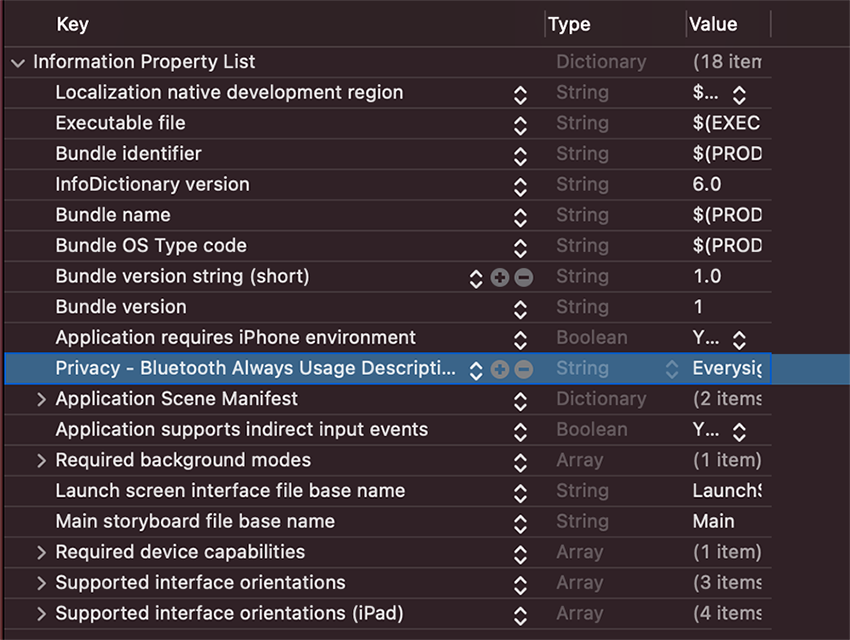 Key Type Value
Information Property List Dictionary (18 item
Localization native development region String $...
Executable file String $(EXEC
Bundle identifier String $(PROD
InfoDictionary version String 6.0
Bundle name String $(PROD
Bundle OS Type code String $(PROD
Bundle version string (short) String 1.0
Bundle version String 1
Application requires iPhone environment Boolean Y...
Privacy - Bluetooth Always Usage Descripti... String Everysig
Application Scene Manifest Dictionary (2 items
Application supports indirect input events Boolean Y...
Required background modes Array (1 item)
Launch screen interface file base name String LaunchS
Main storyboard file base name String Main
Required device capabilities Array (1 item)
Supported interface orientations Array (3 items
Supported interface orientations (iPad) Array (4 items